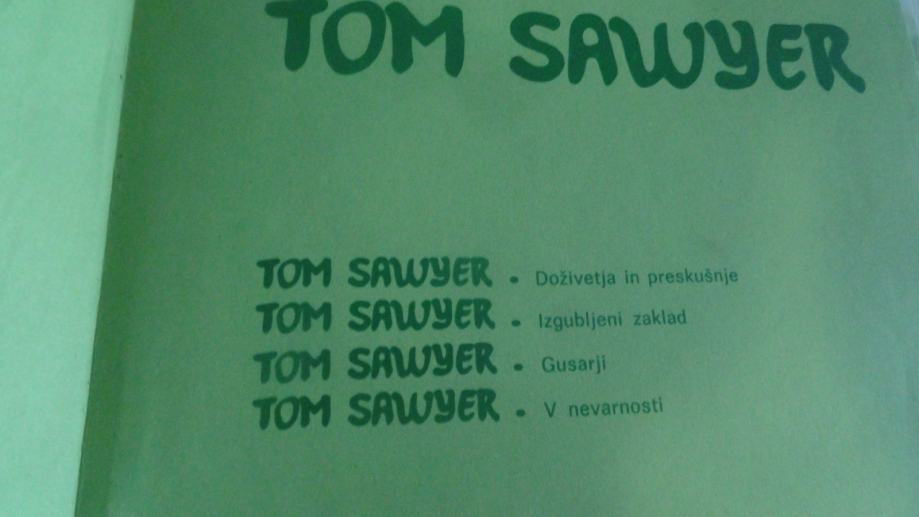 TOM SAWYER
TOM SAWYER • Doživetja in preskušnje
TOM SAWYER • Izgubljeni zaklad
TOM SAWYER • Gusarji
TOM SAWYER • V nevarnosti